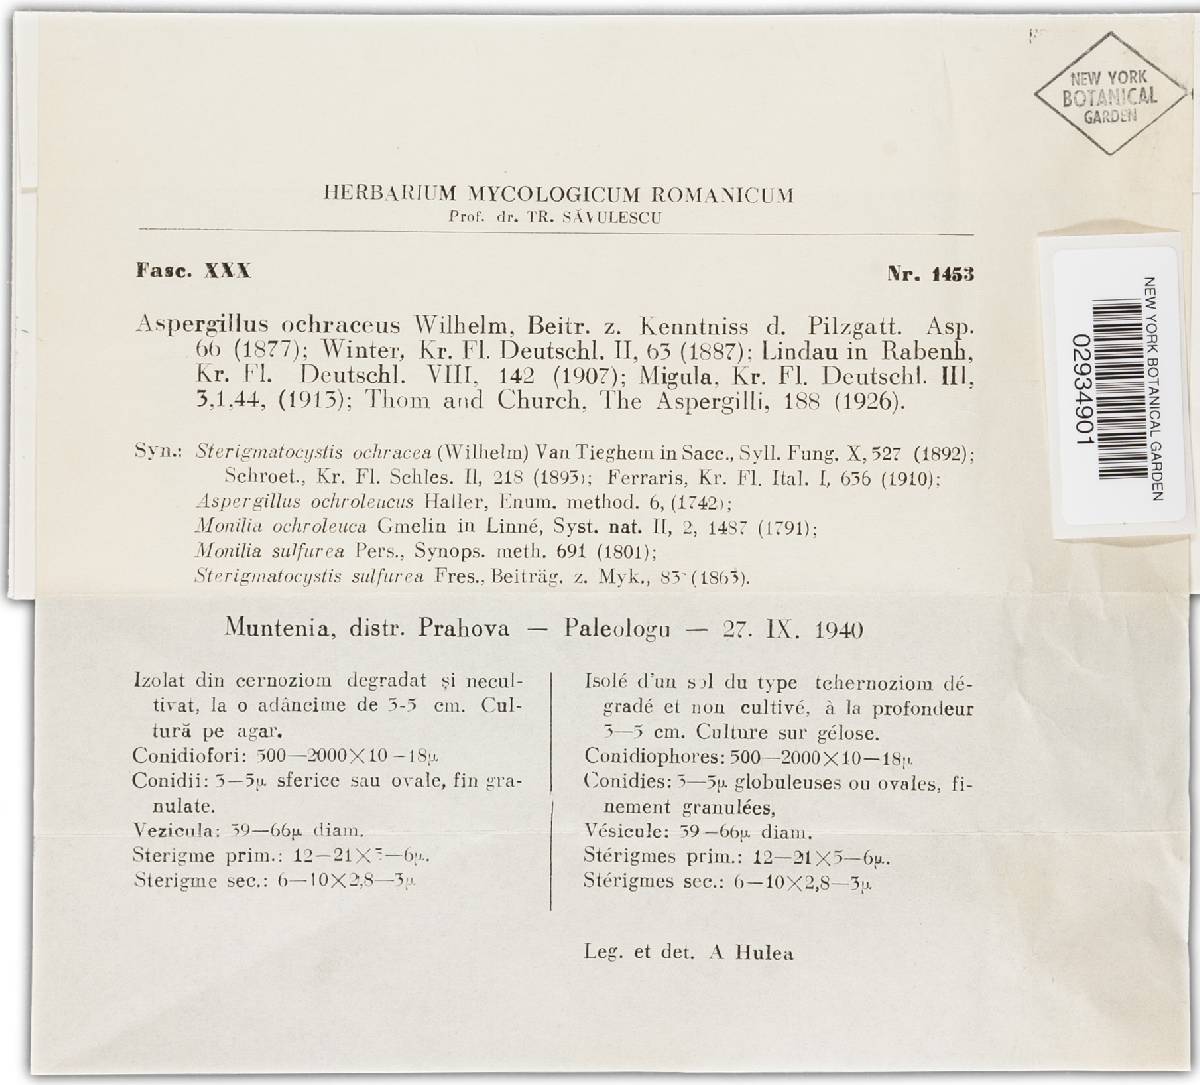 NEW YORK
BOTANICAL
GARDEN
HERBARIUM MYCOLOGICUM ROMANICUM
Prof. dr. TR. SĂVULESCU
Fasc. XXX Nr. 1453
Aspergillus ochraceus Wilhelm, Beitr. z. Kenntniss d. Pilzgatt. Asp.
66 (1877); Winter, Kr. Fl. Deutschl. II, 63 (1887); Lindau in Rabenh,
Kr. Fl. Deutschl. VIII, 142 (1907); Migula, Kr. Fl. Deutschl. III,
3,1,44, (1913); Thom and Church, The Aspergilli, 188 (1926).
Syn.: Sterigmatocystis ochracea (Wilhelm) Van Tieghem in Sacc., Syll. Fung. X, 527 (1892);
Schroet., Kr. Fl. Schles. II, 218 (1893); Ferraris, Kr. Fl. Ital. I, 636 (1910);
Aspergillus ochroleucus Haller, Enum. method. 6, (1742);
Monilia ochroleuca Gmelin in Linné, Syst. nat. II, 2, 1487 (1791);
Monilia sulfurea Pers., Synops. meth. 691 (1801);
Sterigmatocystis sulfurea Fres., Beiträg. z. Myk., 83 (1863).
Muntenia, distr. Prahova — Paleologu — 27. IX. 1940
Izolat din cernoziom degradat și necul-
tivat, la o adâncime de 3-5 cm. Cul-
tură pe agar.
Conidiofori: 500—2000×10—18µ
Conidii: 3—5µ sferice sau ovale, fin gra-
nulate.
Vezicula: 39—66µ diam.
Sterigme prim.: 12—21×5—6µ.
Sterigme sec.: 6—10×2,8—3µ
Isolé d'un sol du type tchernoziom dé-
gradé et non cultivé, à la profondeur
3—5 cm. Culture sur gélose.
Conidiophores: 500—2000×10—18µ
Conidies: 3—5µ globuleuses ou ovales, fi-
nement granulées,
Vésicule: 39—66µ diam.
Stérigmes prim.: 12—21×5—6µ.
Stérigmes sec.: 6—10×2,8—3µ
Leg. et det. A Hulea
NEW YORK BOTANICAL GARDEN
02934901